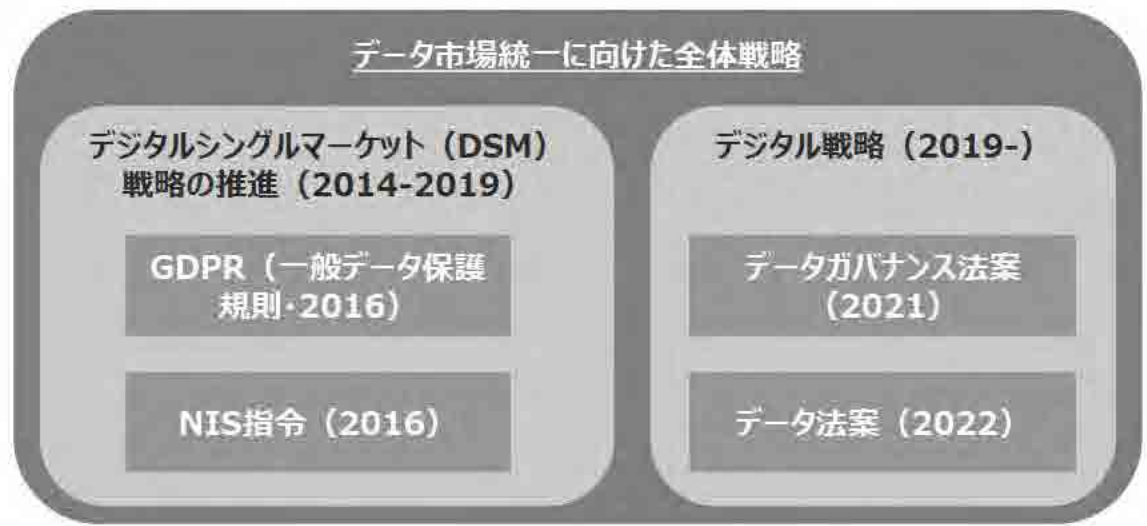 データ市場統一に向けた全体戦略
デジタルシングルマーケット（DSM）
戦略の推進（2014-2019）
GDPR（一般データ保護
規則・2016）
NIS指令（2016）
デジタル戦略（2019-）
データガバナンス法案
（2021）
データ法案（2022）